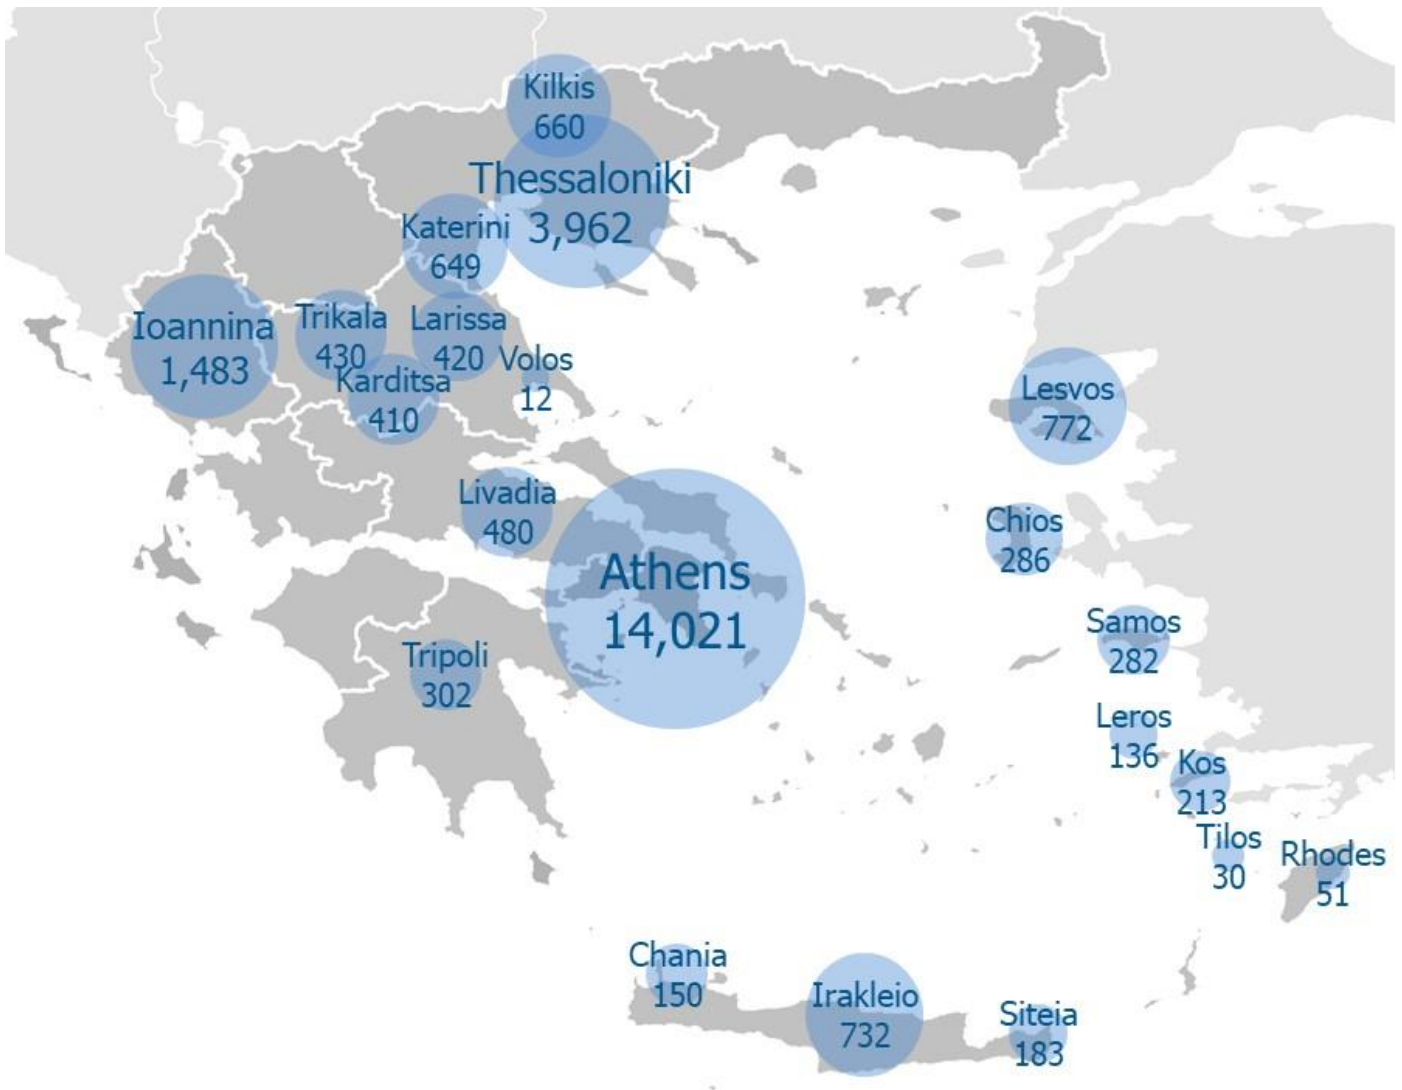 Kilkis
660
Thessaloniki
3,962
Katerini
649
Ioannina
1,483
Trikala
430
Larissa
420
Volos
12
Karditsa
410
Lesvos
772
Livadia
480
Chios
286
Athens
14,021
Samos
282
Tripoli
302
Leros
136
Kos
213
Tilos
30
Rhodes
51
Chania
150
Irakleio
732
Siteia
183